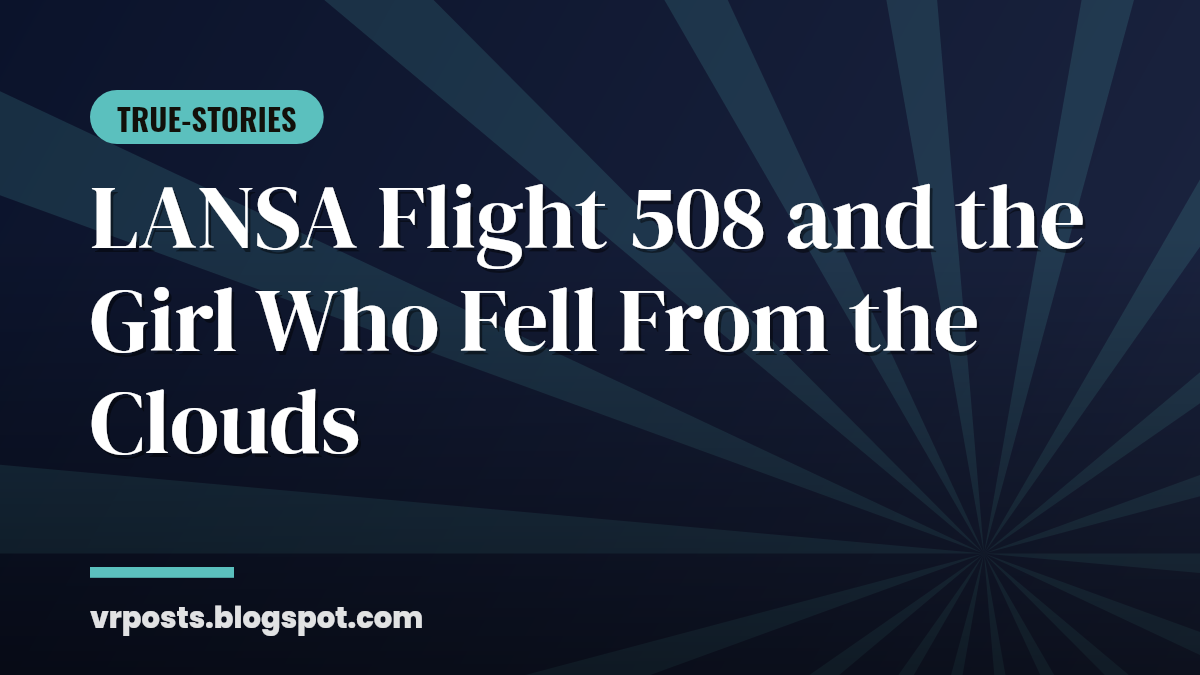 TRUE-STORIES
LANSA Flight 508 and the
Girl Who Fell From the
Clouds
vrposts.blogspot.com